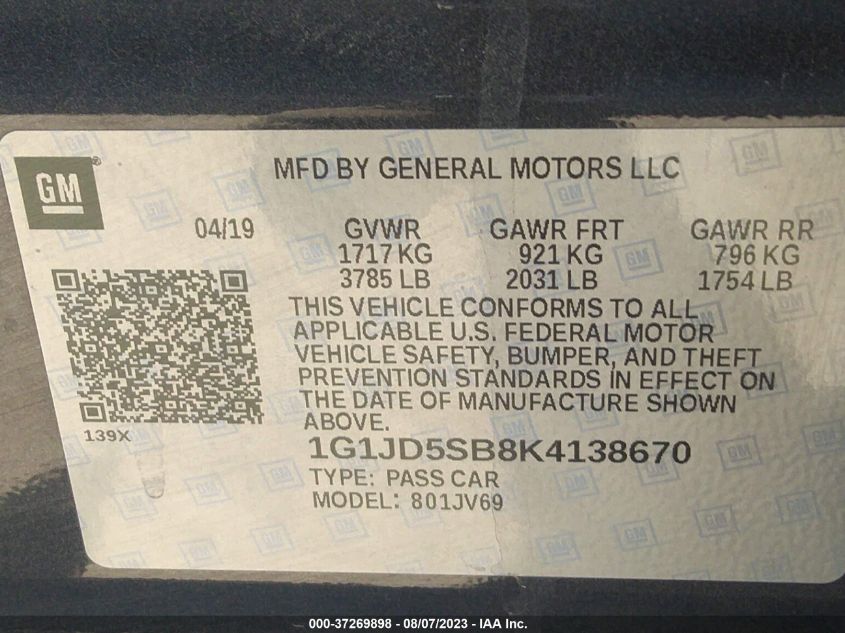 GM
MFD BY GENERAL MOTORS LLC
04/19 GVWR GAWR FRT GAWR RR
1717 KG 921 KG 796 KG
3785 LB 2031 LB 1754 LB
THIS VEHICLE CONFORMS TO ALL
APPLICABLE U.S. FEDERAL MOTOR
VEHICLE SAFETY, BUMPER, AND THEFT
PREVENTION STANDARDS IN EFFECT ON
THE DATE OF MANUFACTURE SHOWN
ABOVE.
139X
1G1JD5SB8K4138670
TYPE: PASS CAR
MODEL: 801JV69
000-37269898 - 08/07/2023 - IAA Inc.